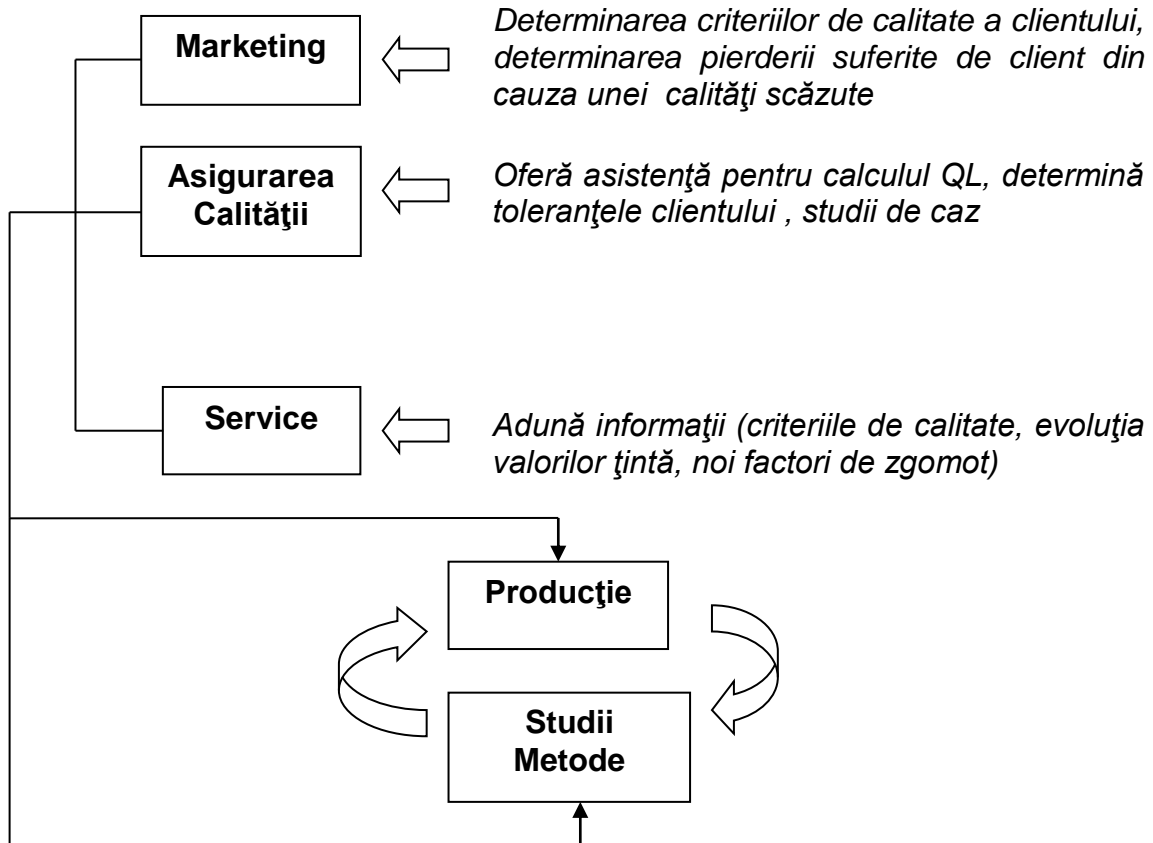 Marketing
Determinarea criteriilor de calitate a clientului,
determinarea pierderii suferite de client din
cauza unei calităţi scăzute
Asigurarea
Calităţii
Oferă asistenţă pentru calculul QL, determină
toleranţele clientului , studii de caz
Service
Adună informaţii (criteriile de calitate, evoluţia
valorilor ţintă, noi factori de zgomot)
Producţie
Studii
Metode